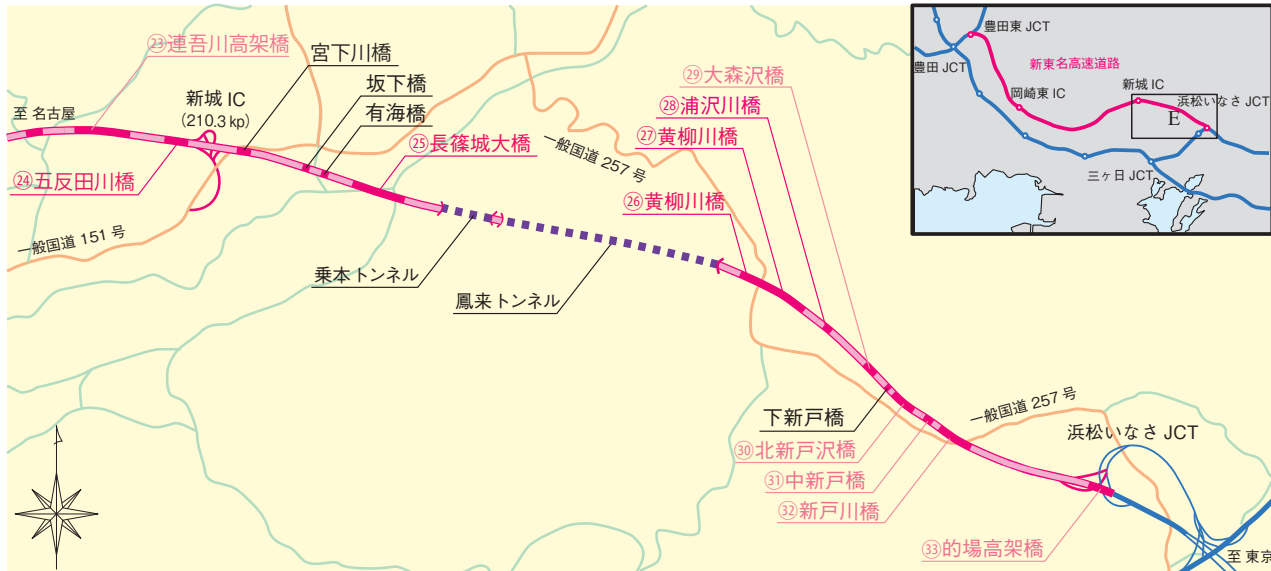 ㉓連吾川高架橋
宮下川橋
坂下橋
有海橋
新城 IC
(210.3 kp)
至 名古屋
㉔五反田川橋
㉕長篠城大橋
一般国道 151 号
乗本トンネル
鳳来トンネル
一般国道 257 号
㉙大森沢橋
㉘浦沢川橋
㉗黄柳川橋
㉖黄柳川橋
下新戸橋
㉚北新戸沢橋
㉛中新戸橋
㉜新戸川橋
㉝的場高架橋
一般国道 257 号
浜松いなさ JCT
至 東京
豊田東 JCT
豊田 JCT
新東名高速道路
岡崎東 IC
新城 IC
浜松いなさ JCT
E
三ヶ日 JCT